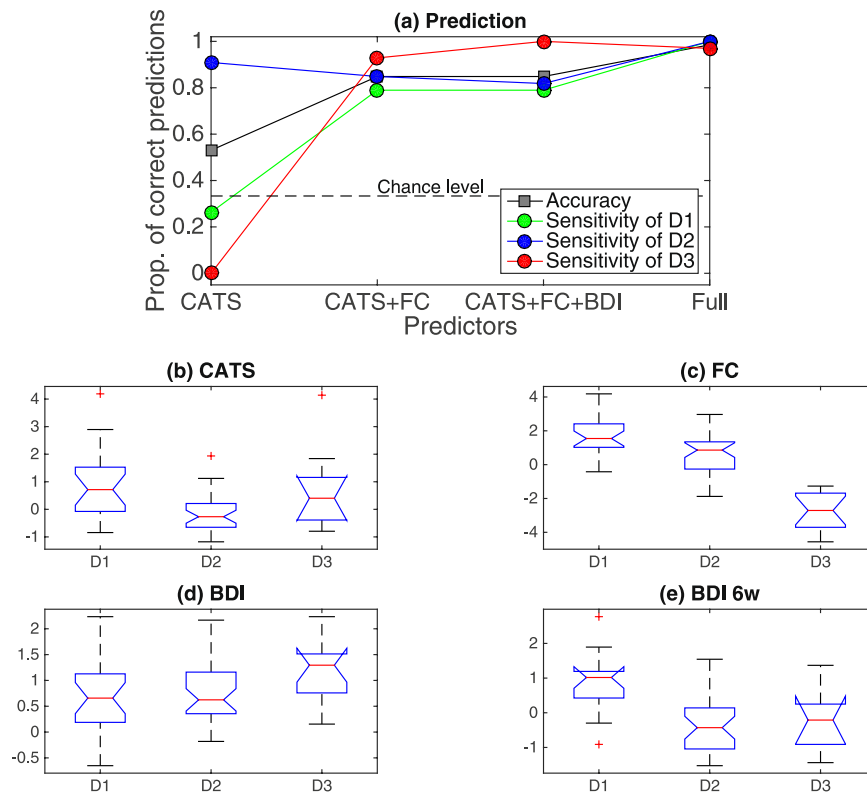 (a) Prediction
Prop. of correct predictions
1
0.8
0.6
0.4
0.2
0
Chance level
Accuracy
Sensitivity of D1
Sensitivity of D2
Sensitivity of D3
CATS CATS+FC CATS+FC+BDI Full
Predictors
(b) CATS
4
3
2
1
0
-1
D1 D2 D3
(c) FC
4
2
0
-2
-4
D1 D2 D3
(d) BDI
2
1.5
1
0.5
0
-0.5
D1 D2 D3
(e) BDI 6w
2
1
0
-1
D1 D2 D3